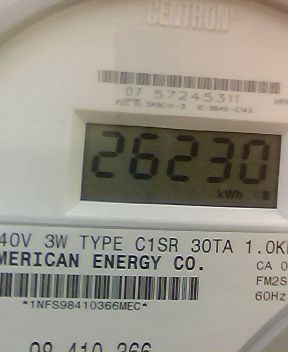 CENTRON®
07 57245311
26230
kWh
40V 3W TYPE C1SR 30TA 1.0K
MERICAN ENERGY CO.
CA 0
FM2S
60Hz
*1NFS98410366MEC*
98 410 366